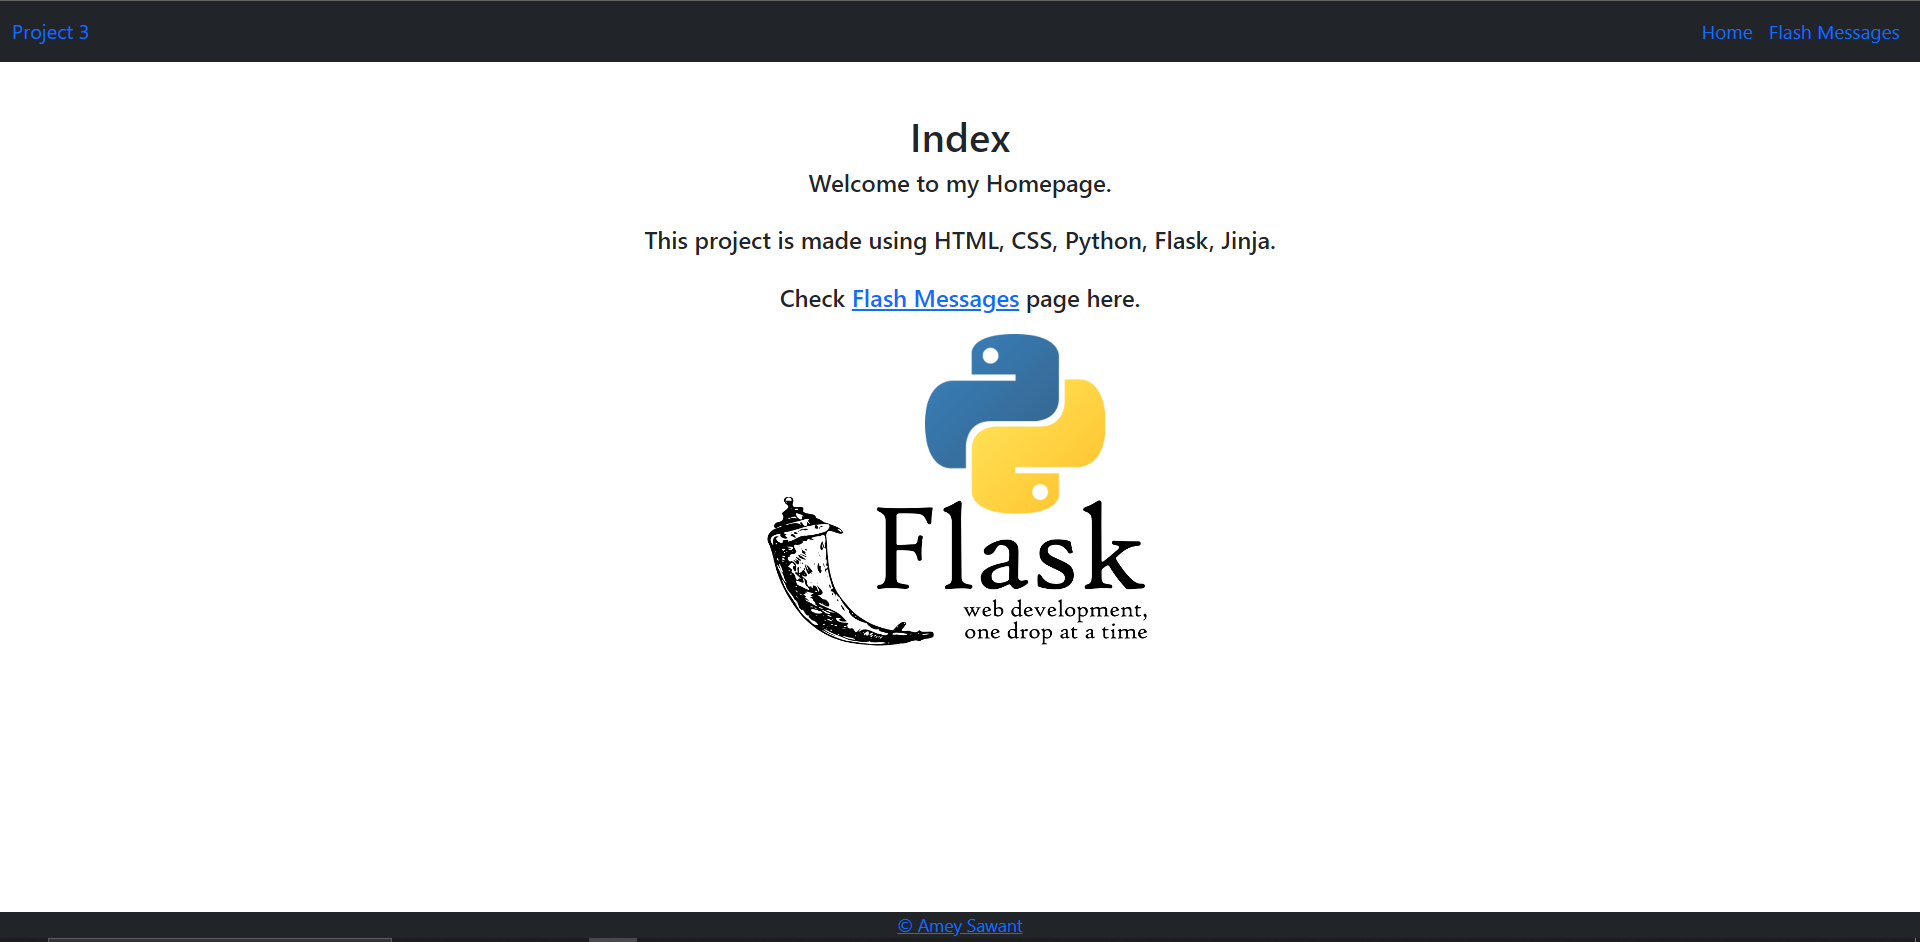 Project 3
Home Flash Messages
Index
Welcome to my Homepage.
This project is made using HTML, CSS, Python, Flask, Jinja.
Check Flash Messages page here.
Flask
web development,
one drop at a time
© Amey Sawant